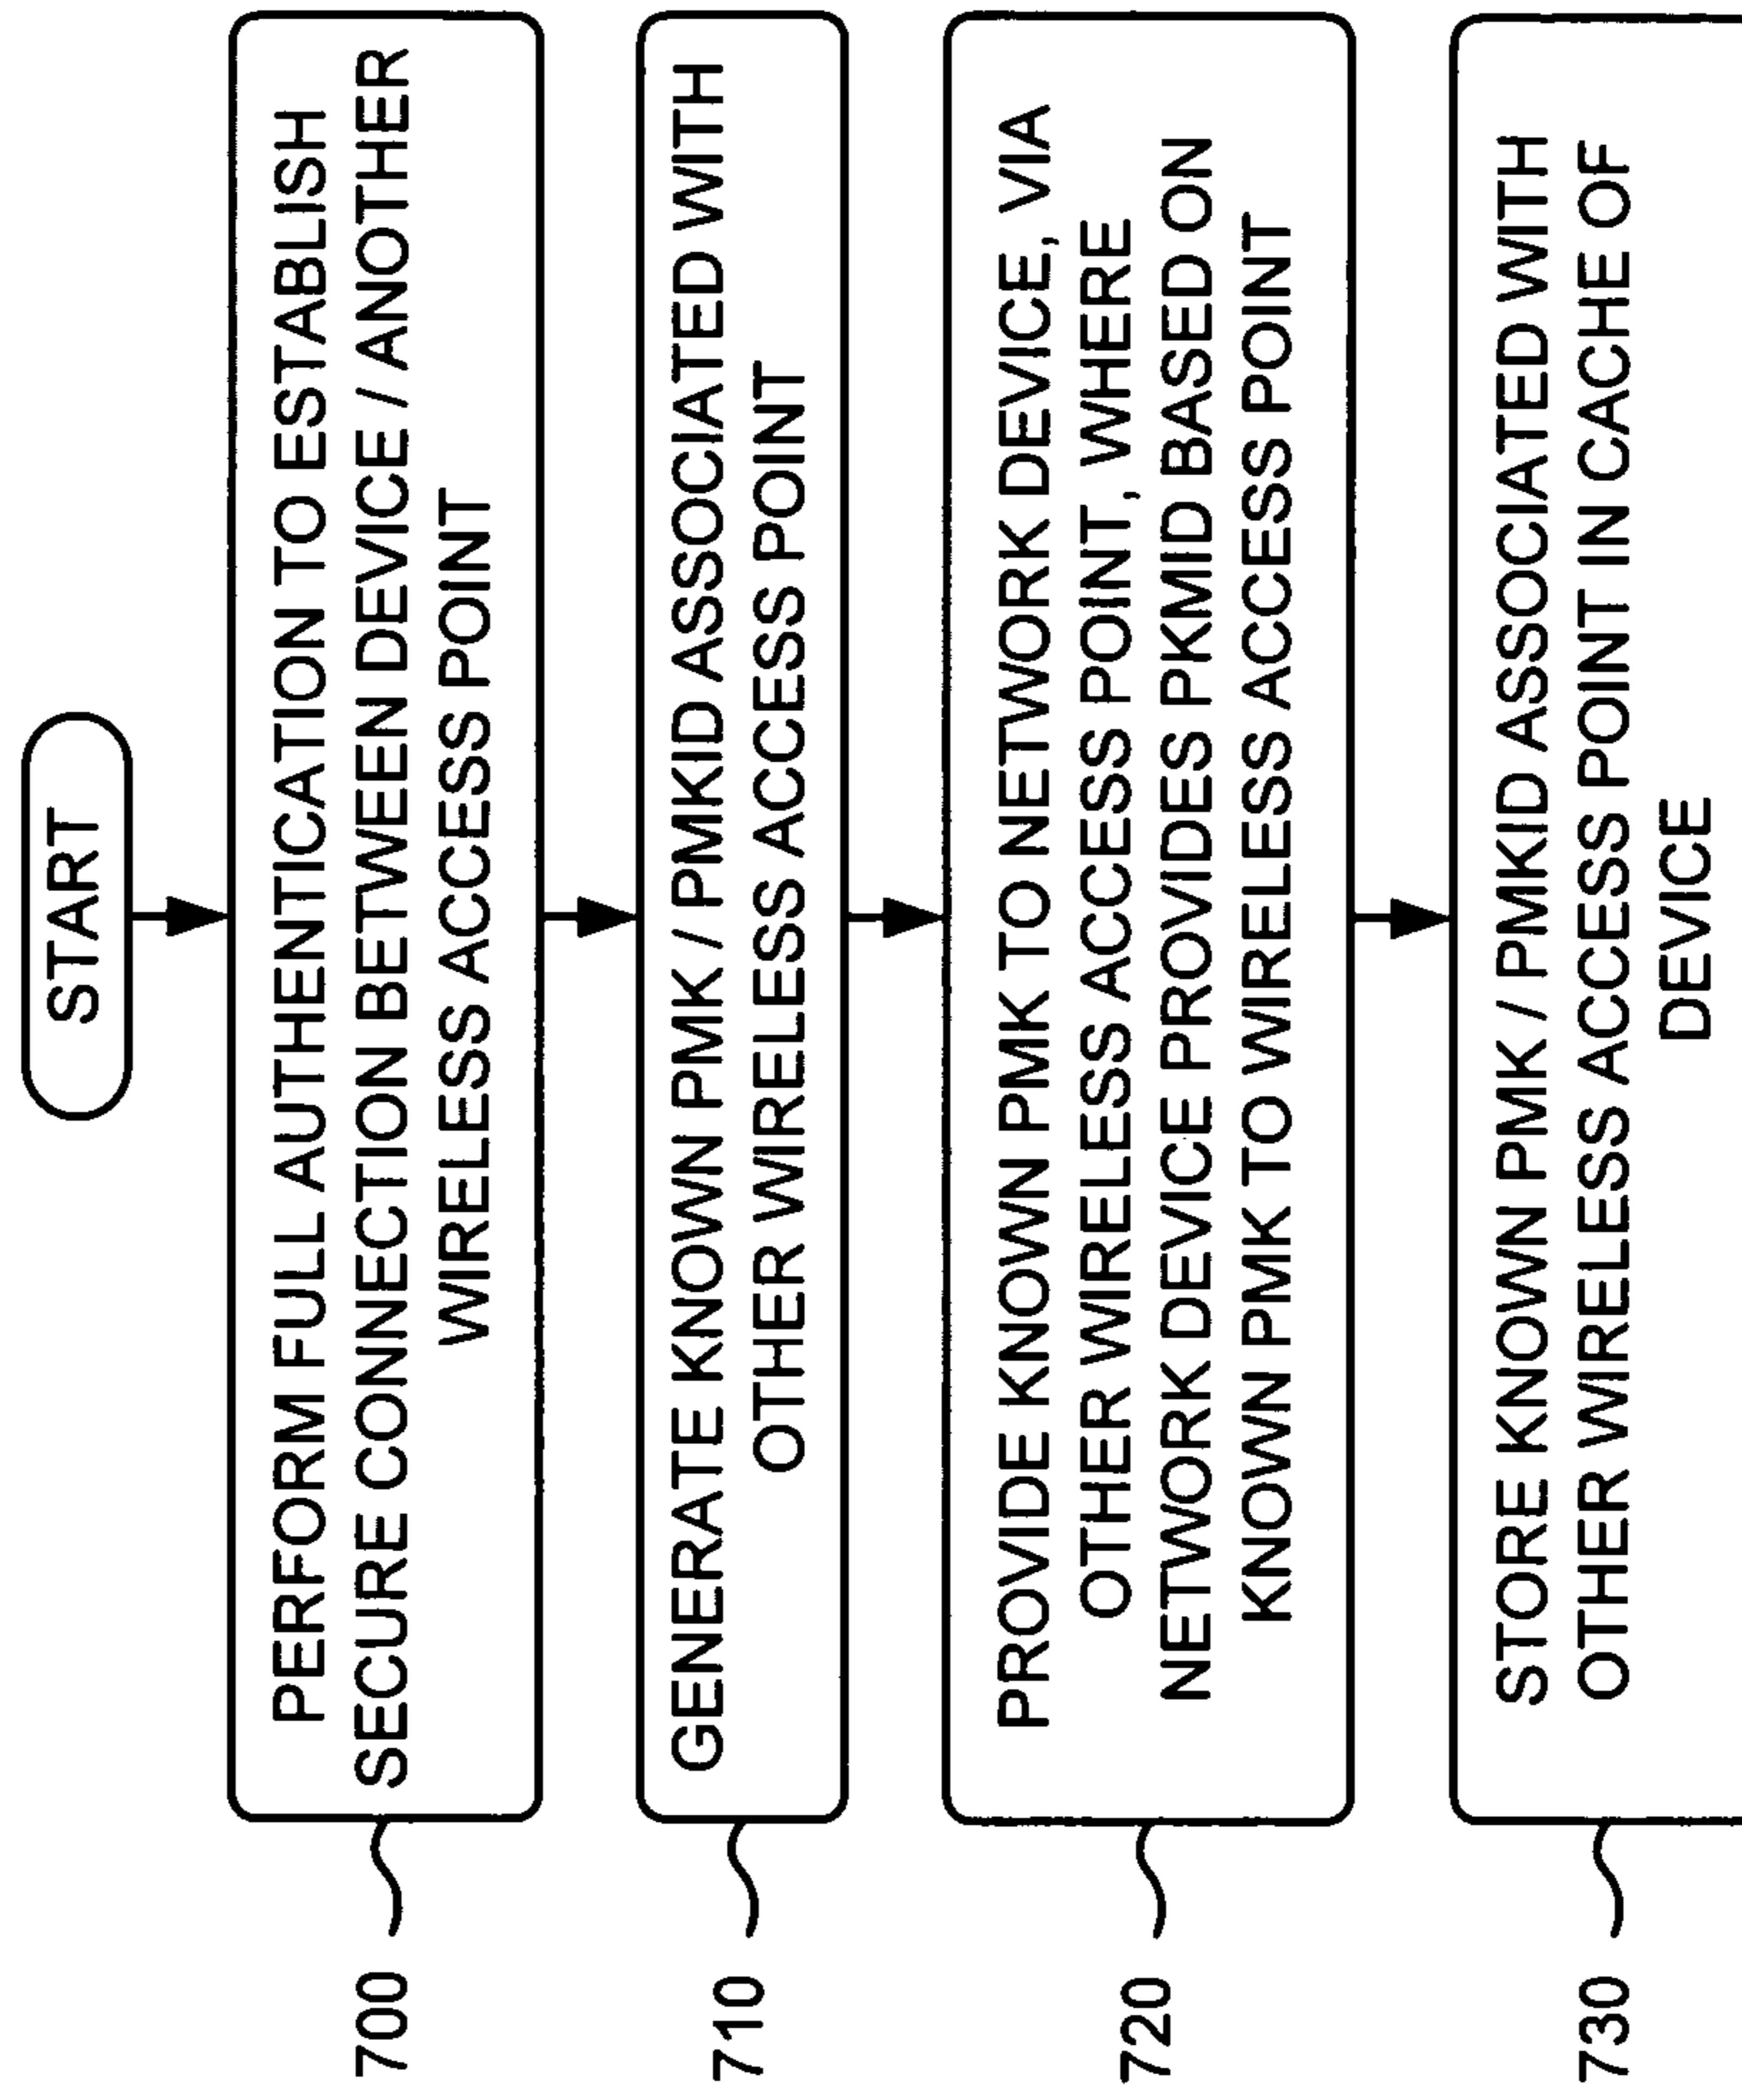 START
700
PERFORM FULL AUTHENTICATION TO ESTABLISH
SECURE CONNECTION BETWEEN DEVICE / ANOTHER
WIRELESS ACCESS POINT
710
GENERATE KNOWN PMK / PMKID ASSOCIATED WITH
OTHER WIRELESS ACCESS POINT
720
PROVIDE KNOWN PMK TO NETWORK DEVICE, VIA
OTHER WIRELESS ACCESS POINT, WHERE
NETWORK DEVICE PROVIDES PKMID BASED ON
KNOWN PMK TO WIRELESS ACCESS POINT
730
STORE KNOWN PMK / PMKID ASSOCIATED WITH
OTHER WIRELESS ACCESS POINT IN CACHE OF
DEVICE